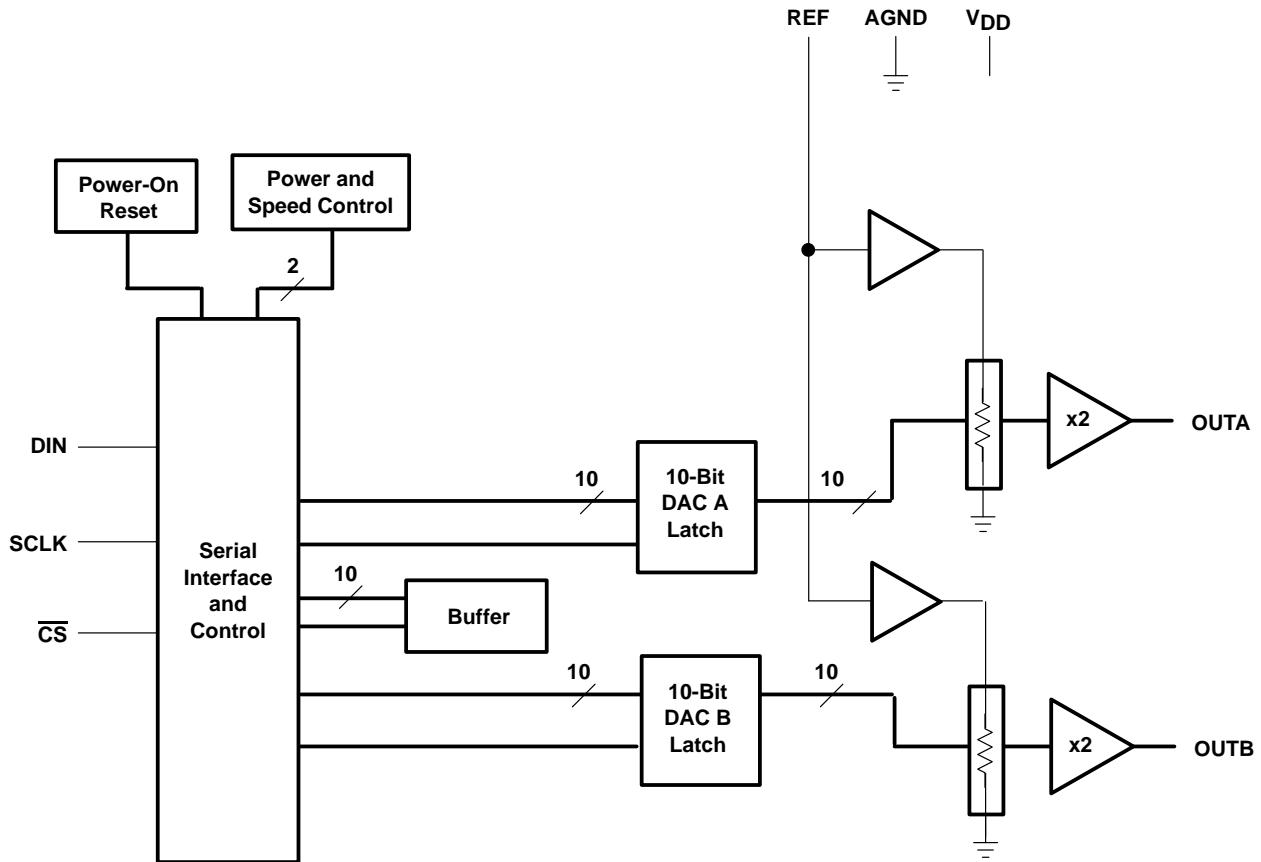 REF AGND VDD
Power-On
Reset
Power and
Speed Control
2
x2
OUTA
DIN
10
10-Bit
DAC A
Latch
10
SCLK
Serial
Interface
and
Control
10
Buffer
CS
10
10-Bit
DAC B
Latch
10
x2
OUTB